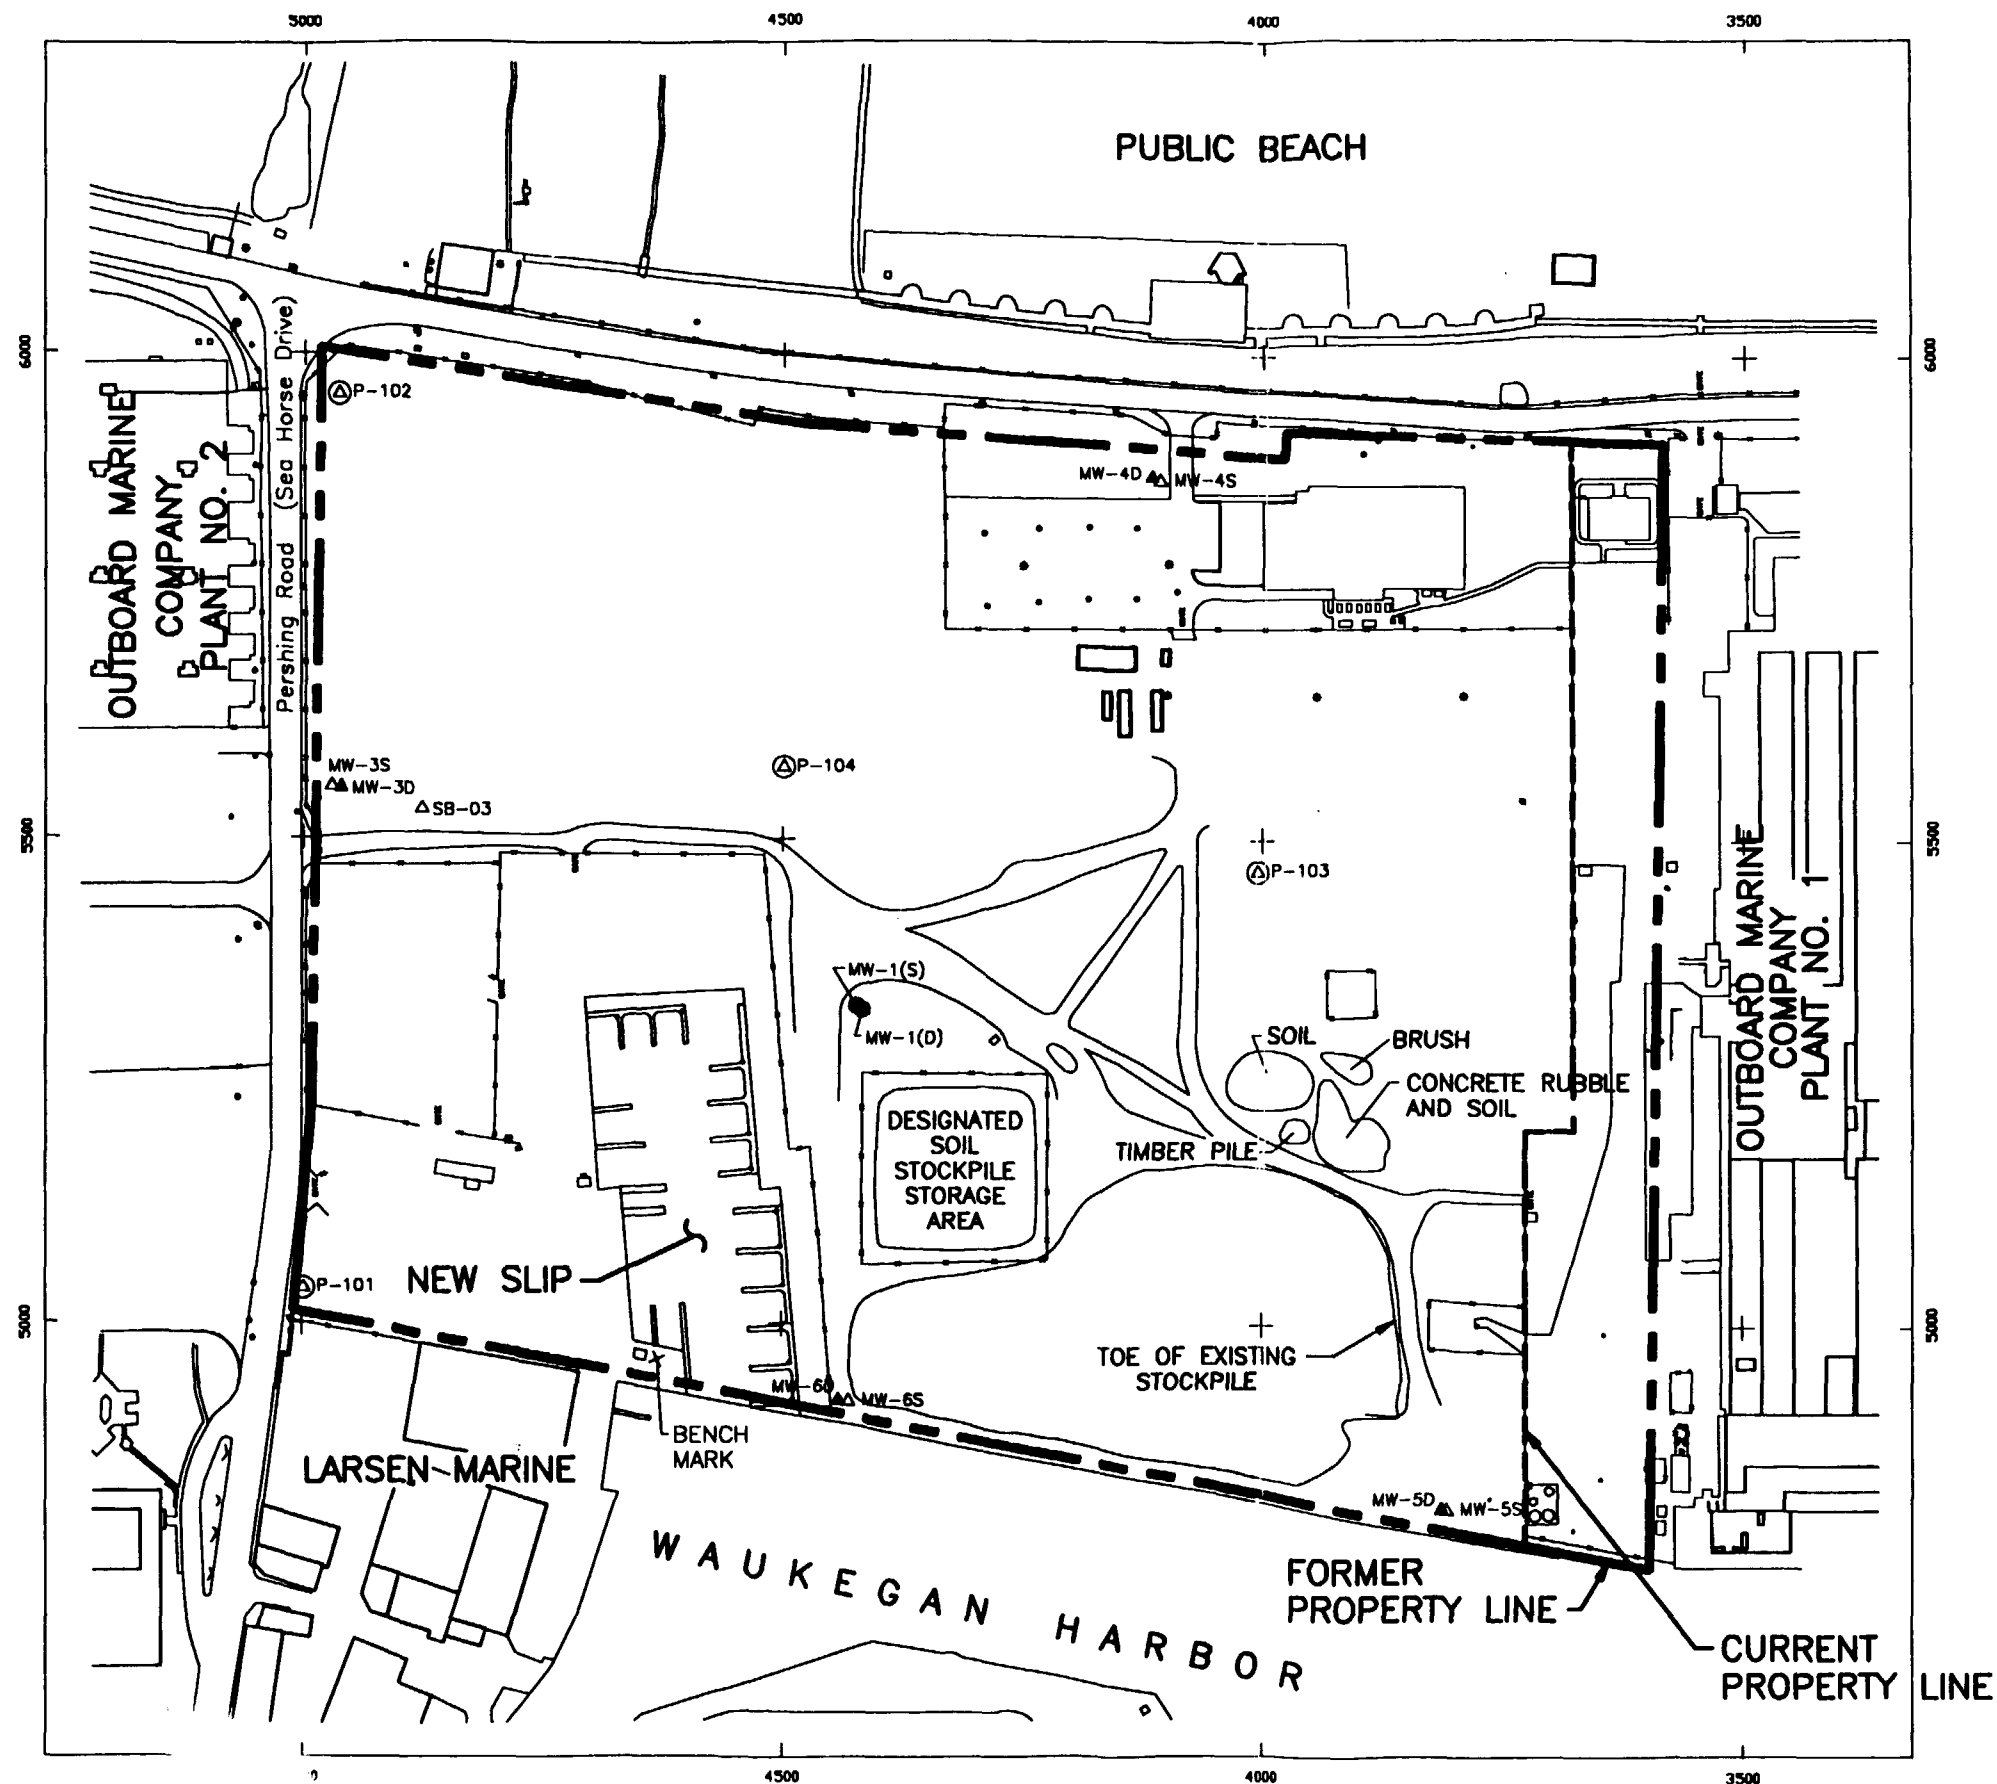 5000
4500
4000
3500
PUBLIC BEACH
6000
6000
OUTBOARD MARINE
COMPANY
PLANT NO. 2
Pershing Road (Sea Horse Drive)
P-102
MW-4D
MW-4S
MW-3S
MW-3D
SB-03
P-104
5500
5500
P-103
OUTBOARD MARINE
COMPANY
PLANT NO. 1
MW-1(S)
MW-1(D)
SOIL
BRUSH
CONCRETE RUBBLE
AND SOIL
TIMBER PILE
DESIGNATED
SOIL
STOCKPILE
STORAGE
AREA
P-101
NEW SLIP
5000
5000
TOE OF EXISTING
STOCKPILE
MW-6S
BENCH
MARK
LARSEN MARINE
MW-5D
MW-5S
WAUKEGAN HARBOR
FORMER
PROPERTY LINE
CURRENT
PROPERTY LINE
4500
4000
3500